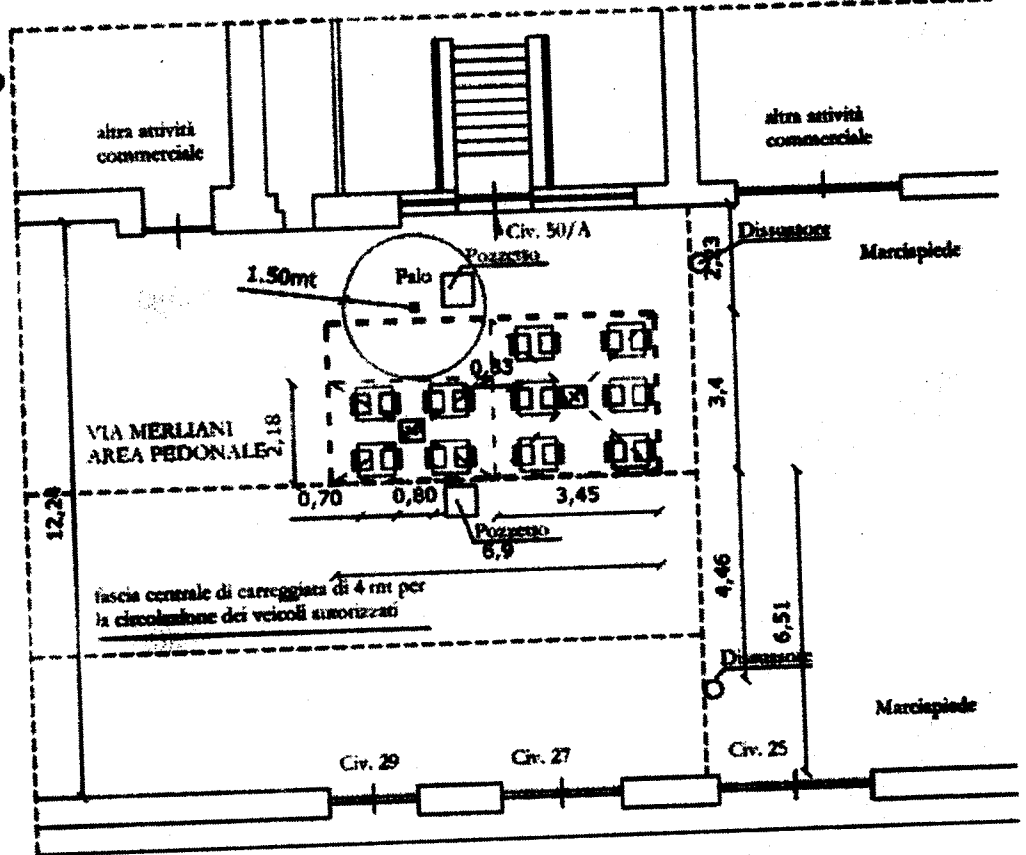 altra attività
commerciale
altra attività
commerciale
Civ. 50/A
Pozzetto
Palo
1.50mt
Dissuasore
2,23
Marciapiede
0,83
3,4
VIA MERLIANI
AREA PEDONALE
2,18
12,24
0,70
0,80
3,45
Pozzetto
6,9
4,46
6,51
fascia centrale di carreggiata di 4 mt per
la circolazione dei veicoli autorizzati
Dissuasore
Marciapiede
Civ. 29
Civ. 27
Civ. 25